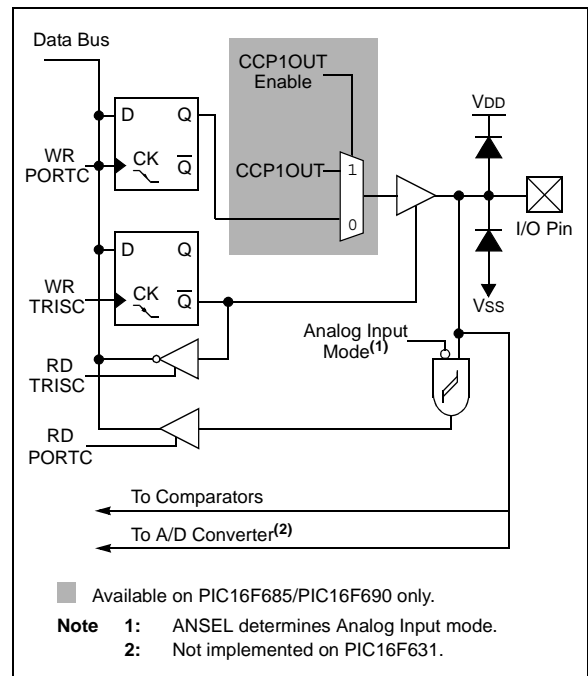 Data Bus
CCP1OUT
Enable
VDD
D Q
WR
PORTC
CK Q
CCP1OUT
1
0
I/O Pin
D Q
WR
TRISC
CK Q
VSS
Analog Input
Mode(1)
RD
TRISC
RD
PORTC
To Comparators
To A/D Converter(2)
Available on PIC16F685/PIC16F690 only.
Note 1: ANSEL determines Analog Input mode.
2: Not implemented on PIC16F631.